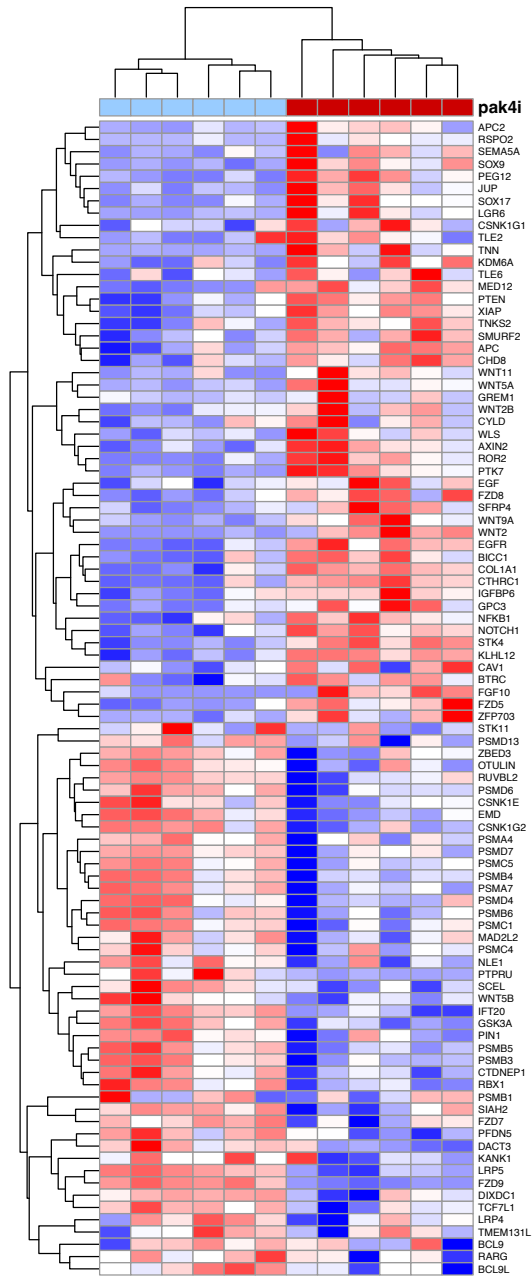 pak4i
APC2
RSPO2
SEMA5A
SOX9
PEG12
JUP
SOX17
LGR6
CSNK1G1
TLE2
TNN
KDM6A
TLE6
MED12
PTEN
XIAP
TNKS2
SMURF2
APC
CHD8
WNT11
WNT5A
GREM1
WNT2B
CYLD
WLS
AXIN2
ROR2
PTK7
EGF
FZD8
SFRP4
WNT9A
WNT2
EGFR
BICC1
COL1A1
CTHRC1
IGFBP6
GPC3
NFKB1
NOTCH1
STK4
KLHL12
CAV1
BTRC
FGF10
FZD5
ZFP703
STK11
PSMD13
ZBED3
OTULIN
RUVBL2
PSMD6
CSNK1E
EMD
CSNK1G2
PSMA4
PSMD7
PSMC5
PSMB4
PSMA7
PSMD4
PSMB6
PSMC1
MAD2L2
PSMC4
NLE1
PTPRU
SCEL
WNT5B
IFT20
GSK3A
PIN1
PSMB5
PSMB3
CTDNEP1
RBX1
PSMB1
SIAH2
FZD7
PFDN5
DACT3
KANK1
LRP5
FZD9
DIXDC1
TCF7L1
LRP4
TMEM131L
BCL9
RARG
BCL9L